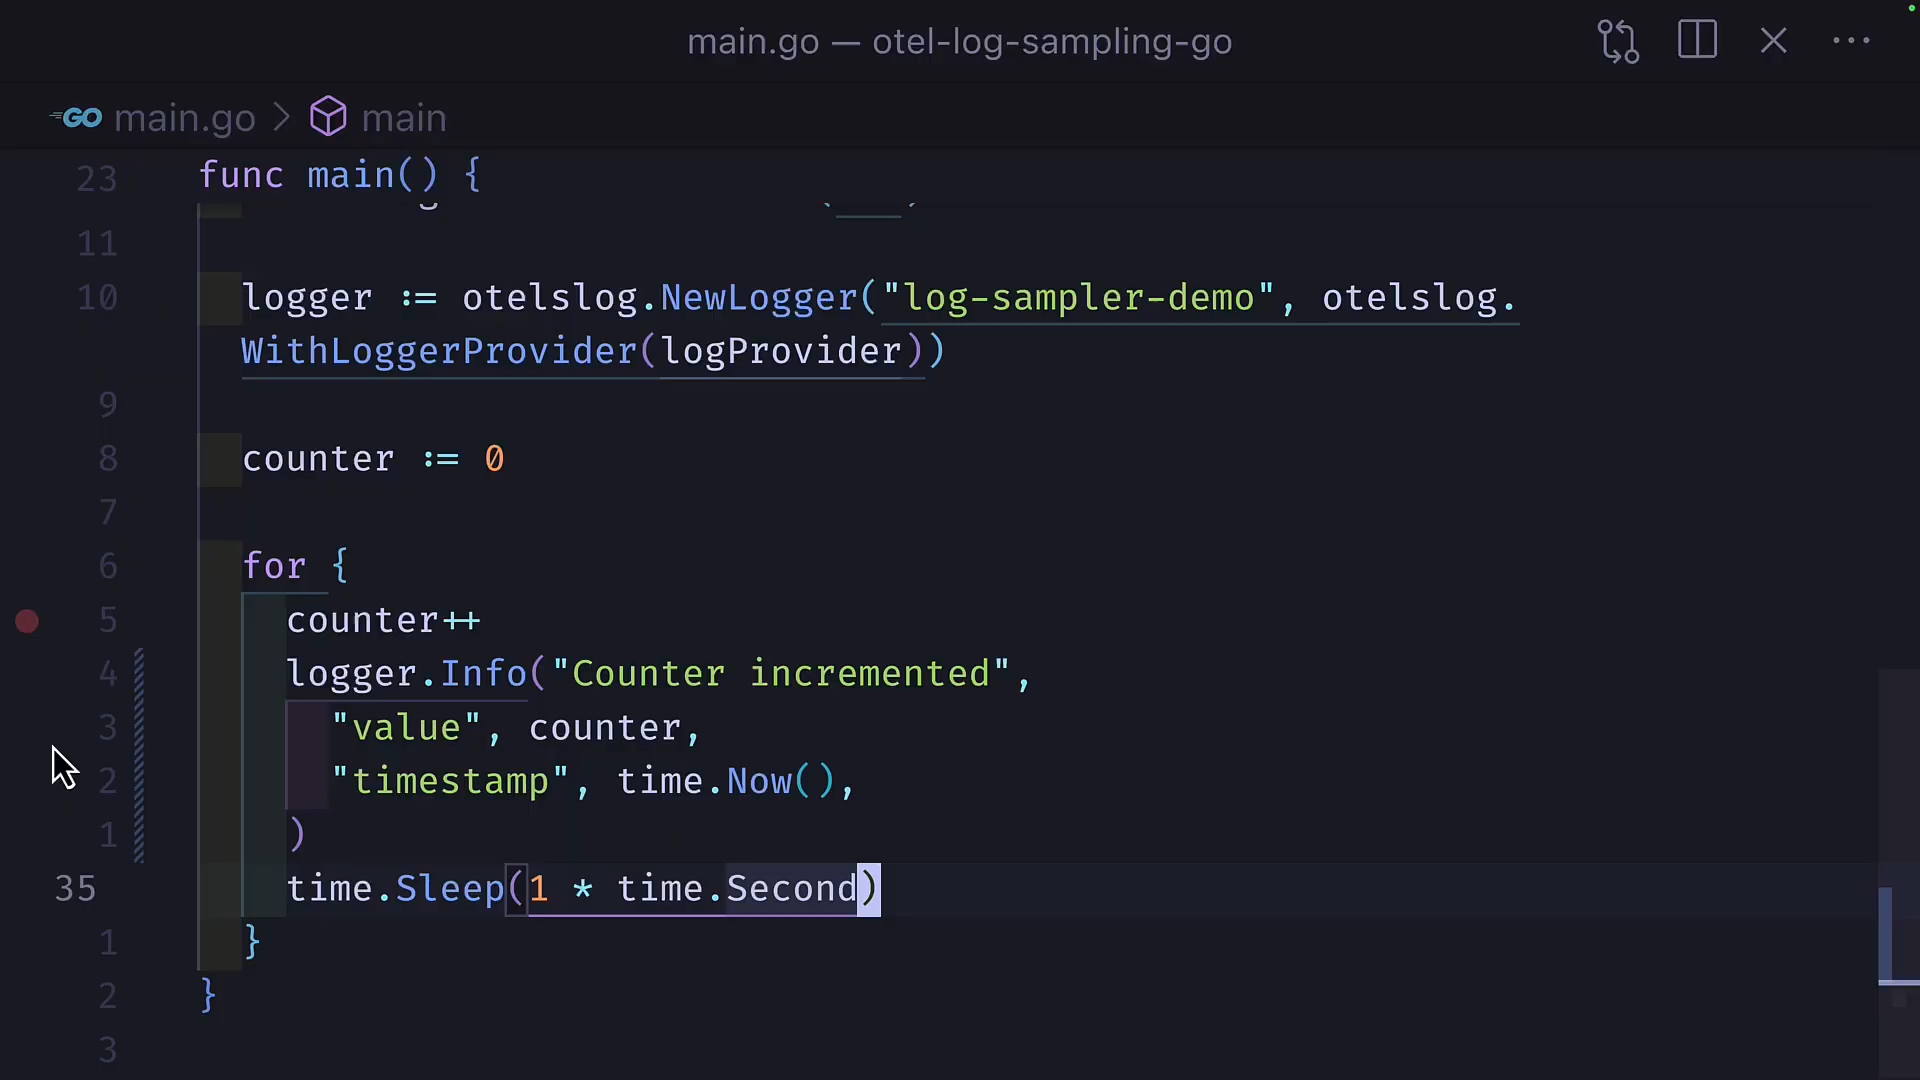 main.go — otel-log-sampling-go
GO main.go > main
23 func main() {
11
10 logger := otelslog.NewLogger("log-sampler-demo", otelslog.
WithLoggerProvider(logProvider))
9
8 counter := 0
7
6 for {
5 counter++
4 logger.Info("Counter incremented",
3 "value", counter,
2 "timestamp", time.Now(),
1 )
35 time.Sleep(1 * time.Second)
1 }
2 }
3